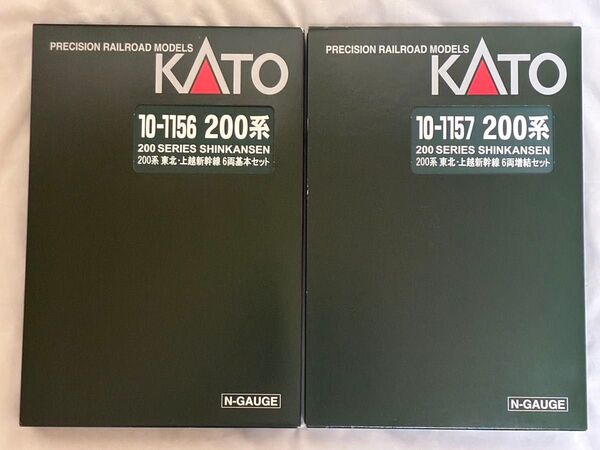 PRECISION RAILROAD MODELS
KATO
10-1156 200系
200 SERIES SHINKANSEN
200系 東北・上越新幹線 6両基本セット
N-GAUGE
PRECISION RAILROAD MODELS
KATO
10-1157 200系
200 SERIES SHINKANSEN
200系 東北・上越新幹線 6両増結セット
N-GAUGE